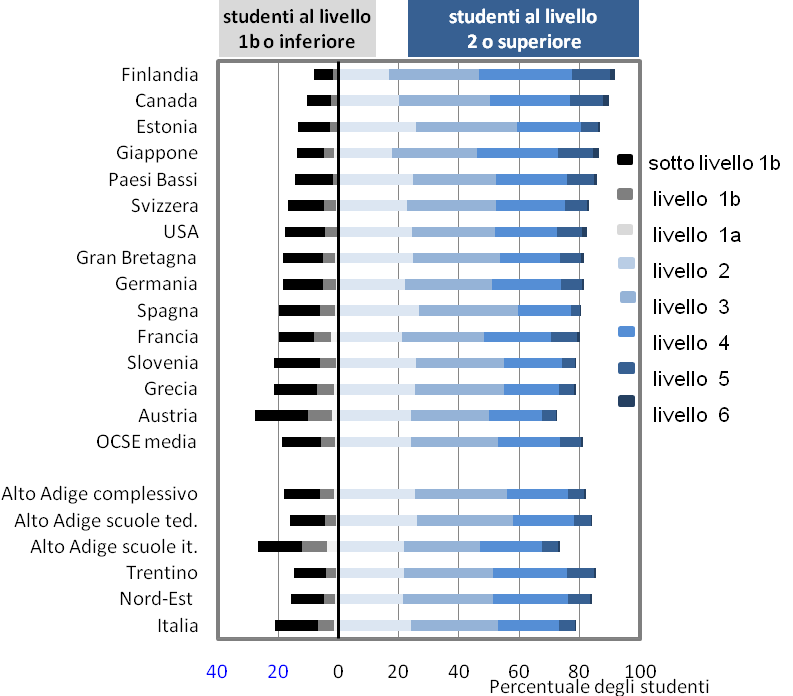 studenti al livello
1b o inferiore
studenti al livello
2 o superiore
Finlandia
Canada
Estonia
Giappone
Paesi Bassi
Svizzera
USA
Gran Bretagna
Germania
Spagna
Francia
Slovenia
Grecia
Austria
OCSE media
Alto Adige complessivo
Alto Adige scuole ted.
Alto Adige scuole it.
Trentino
Nord-Est
Italia
sotto livello 1b
livello 1b
livello 1a
livello 2
livello 3
livello 4
livello 5
livello 6
40 20 0 20 40 60 80 100
Percentuale degli studenti